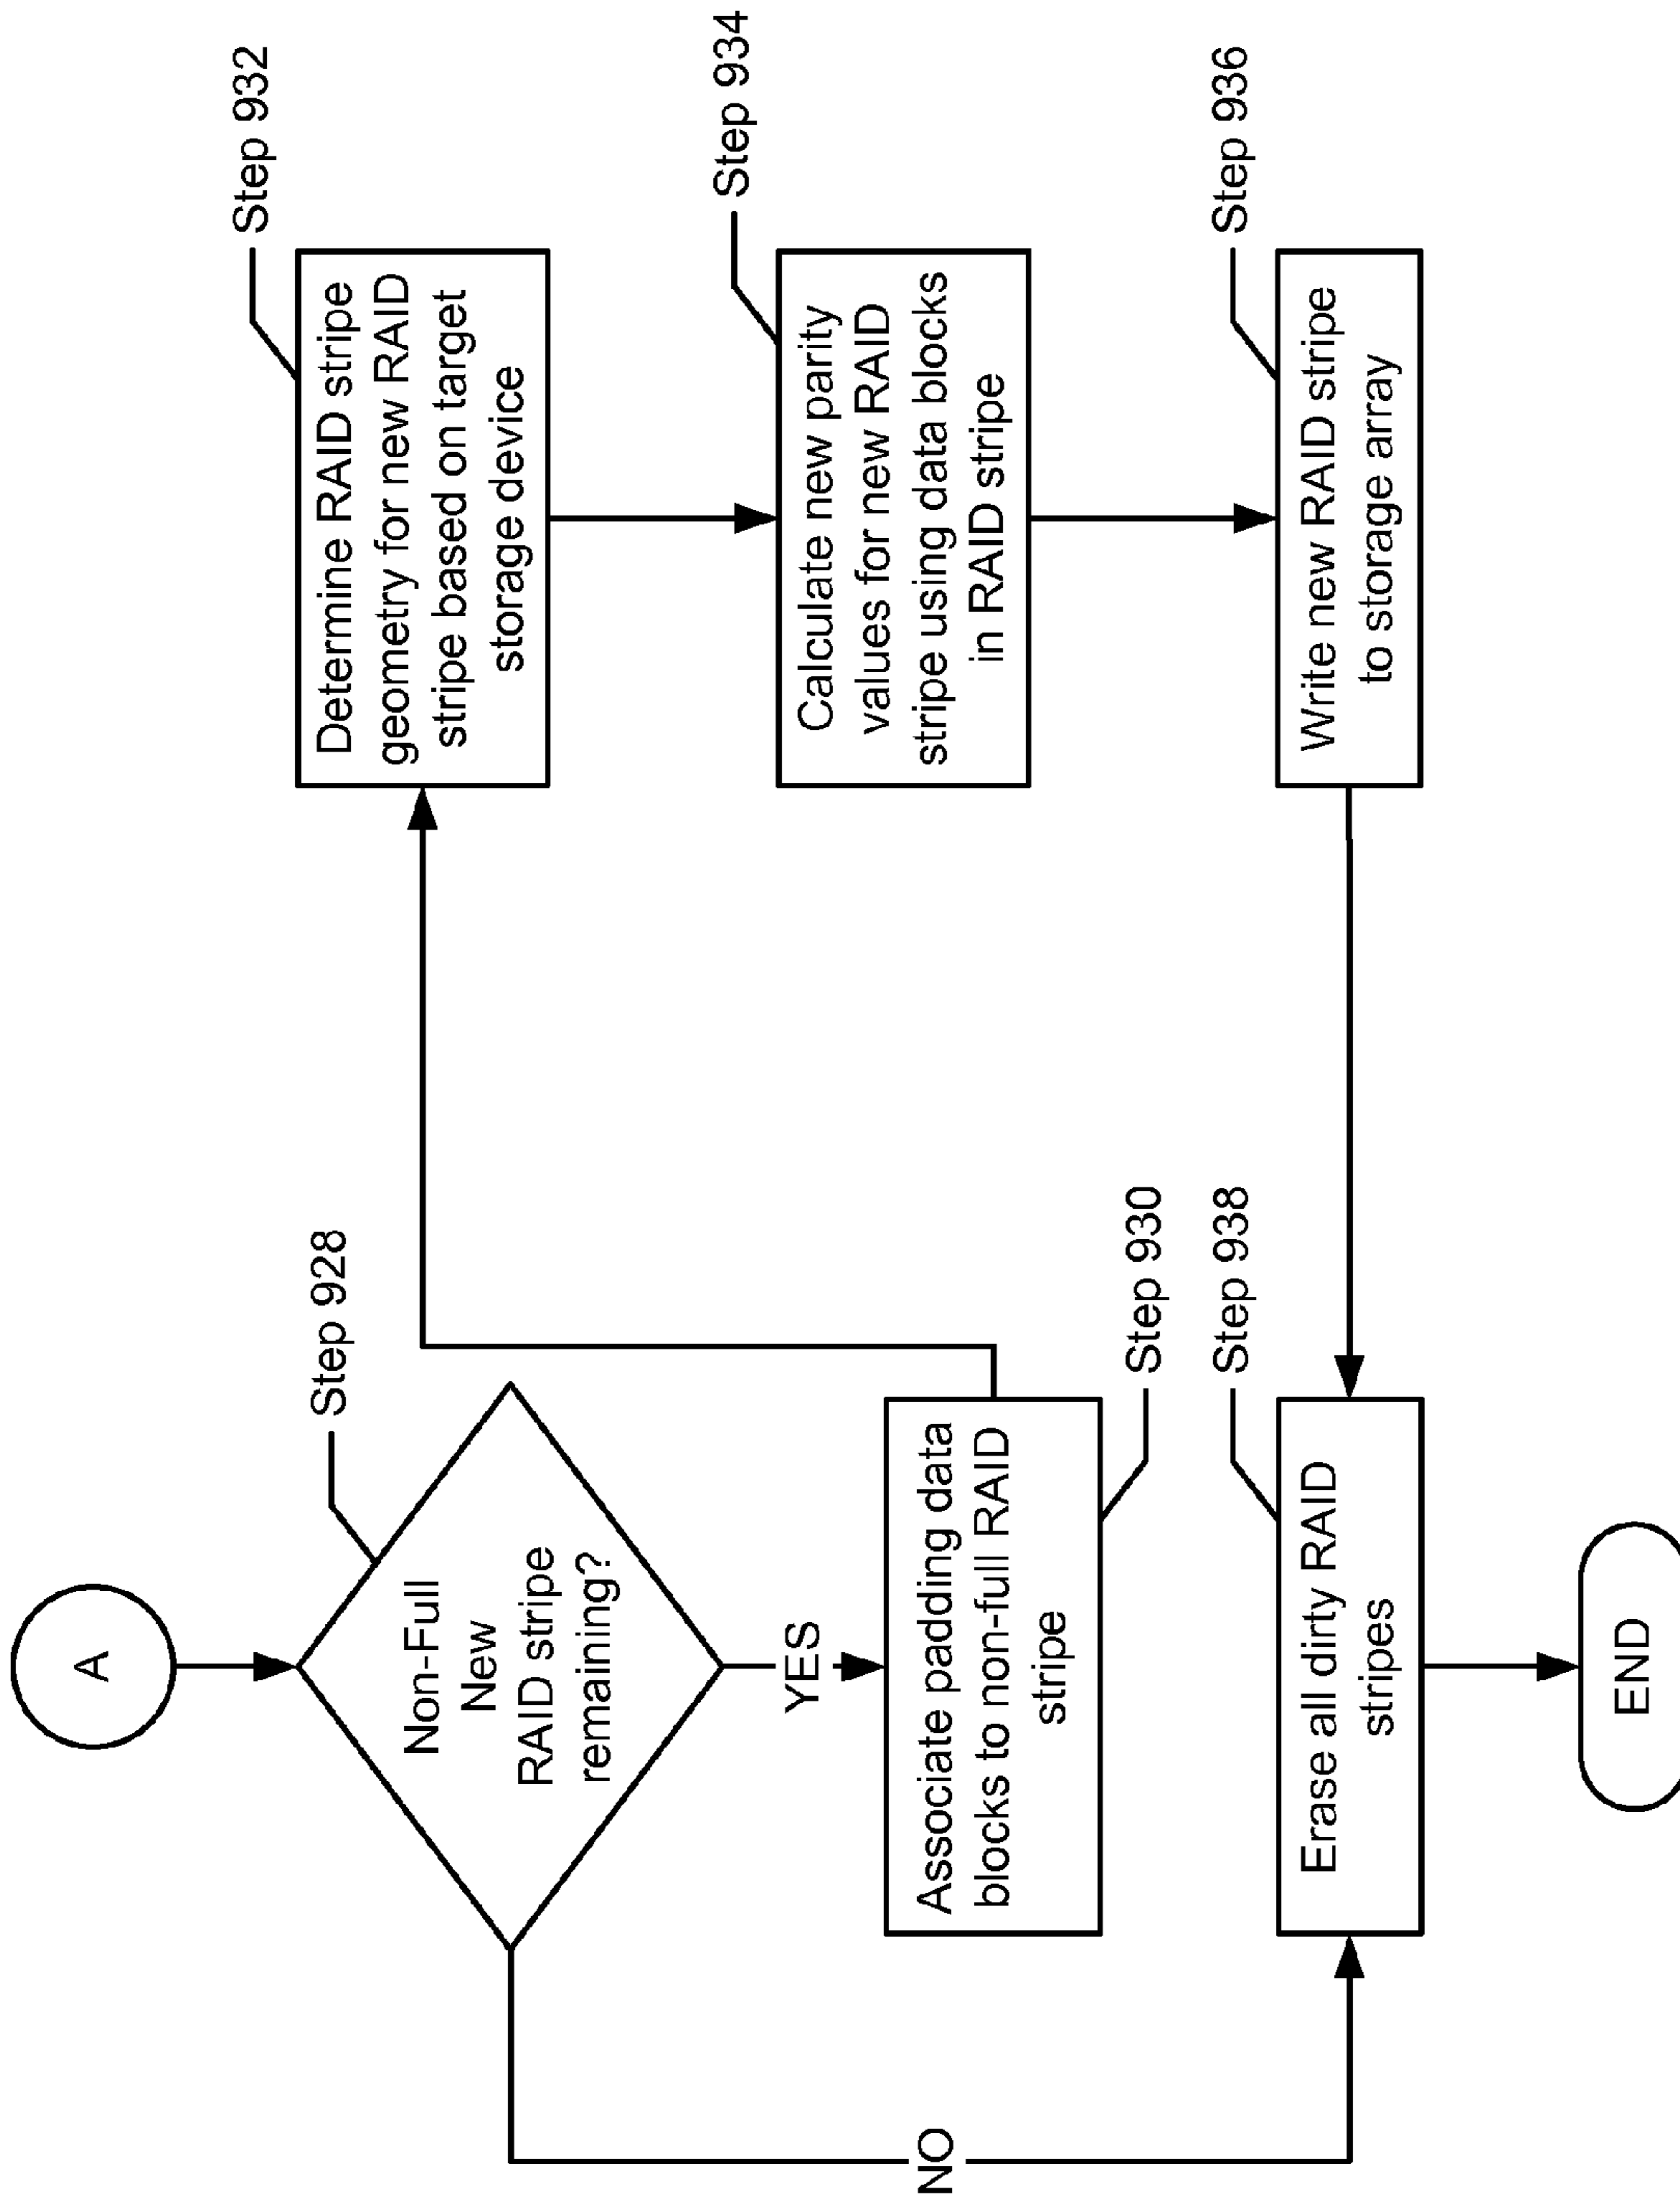 A
Step 928
Non-Full
New
RAID stripe
remaining?
YES
NO
Associate padding data
blocks to non-full RAID
stripe
Step 930
Step 932
Determine RAID stripe
geometry for new RAID
stripe based on target
storage device
Step 934
Calculate new parity
values for new RAID
stripe using data blocks
in RAID stripe
Step 936
Write new RAID stripe
to storage array
Step 938
Erase all dirty RAID
stripes
END